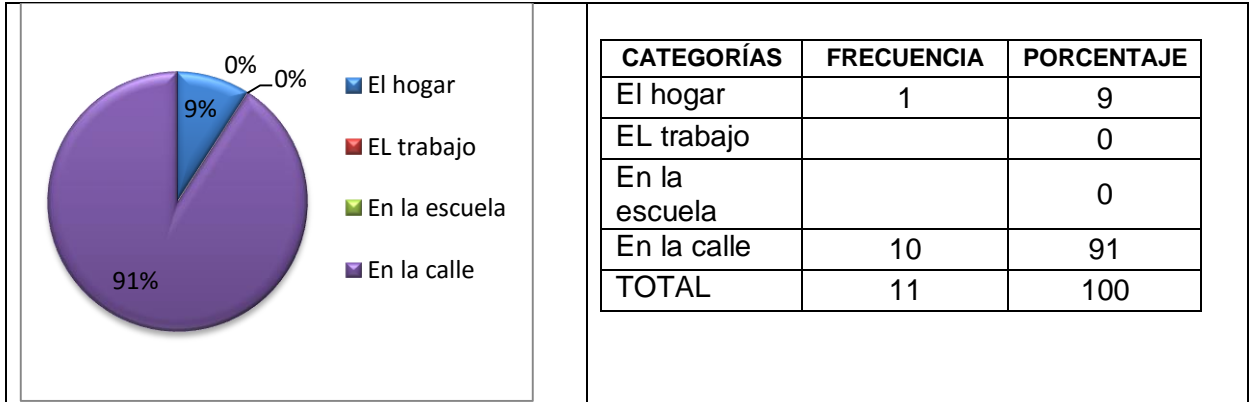 0%
0%
9%
91%
El hogar
EL trabajo
En la escuela
En la calle
CATEGORÍAS FRECUENCIA PORCENTAJE
El hogar 1 9
EL trabajo 0
En la
escuela 0
En la calle 10 91
TOTAL 11 100